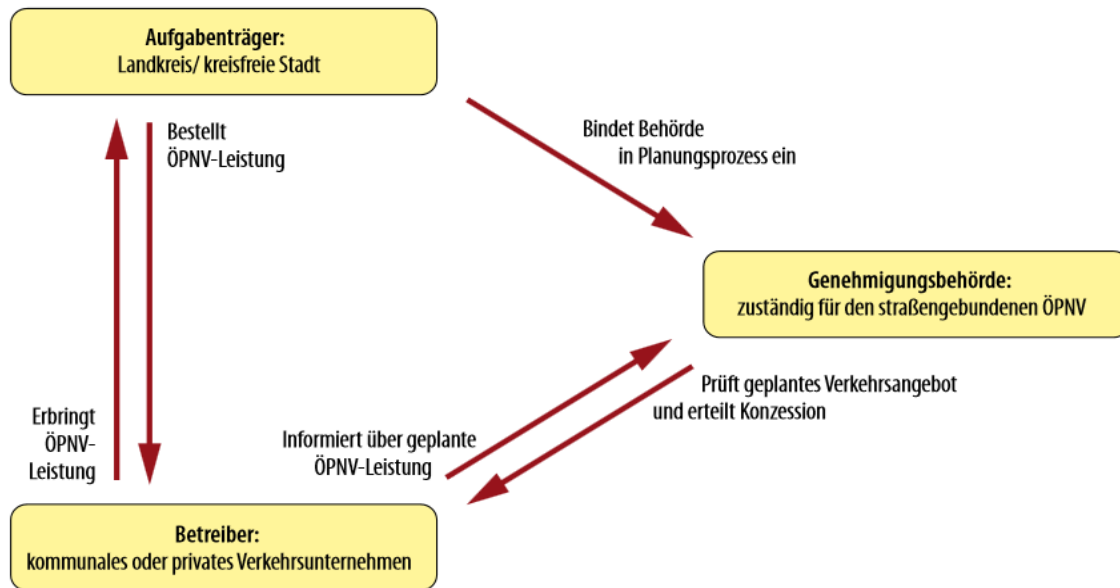 Aufgabenträger:
Landkreis/ kreisfreie Stadt
Bestellt
ÖPNV-Leistung
Bindet Behörde
in Planungsprozess ein
Genehmigungsbehörde:
zuständig für den straßengebundenen ÖPNV
Prüft geplantes Verkehrsangebot
und erteilt Konzession
Erbringt
ÖPNV-
Leistung
Informiert über geplante
ÖPNV-Leistung
Betreiber:
kommunales oder privates Verkehrsunternehmen